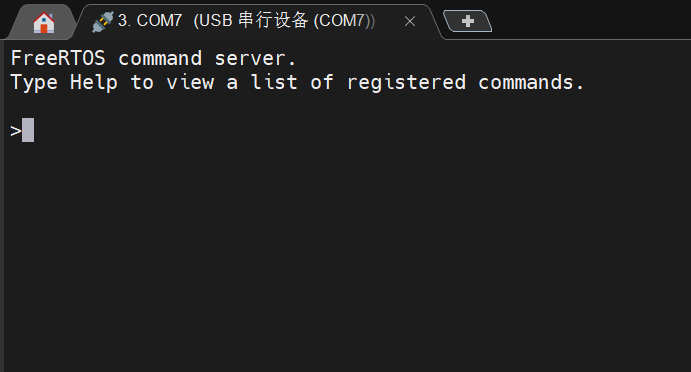 3. COM7 (USB 串行设备 (COM7))
FreeRTOS command server.
Type Help to view a list of registered commands.
>